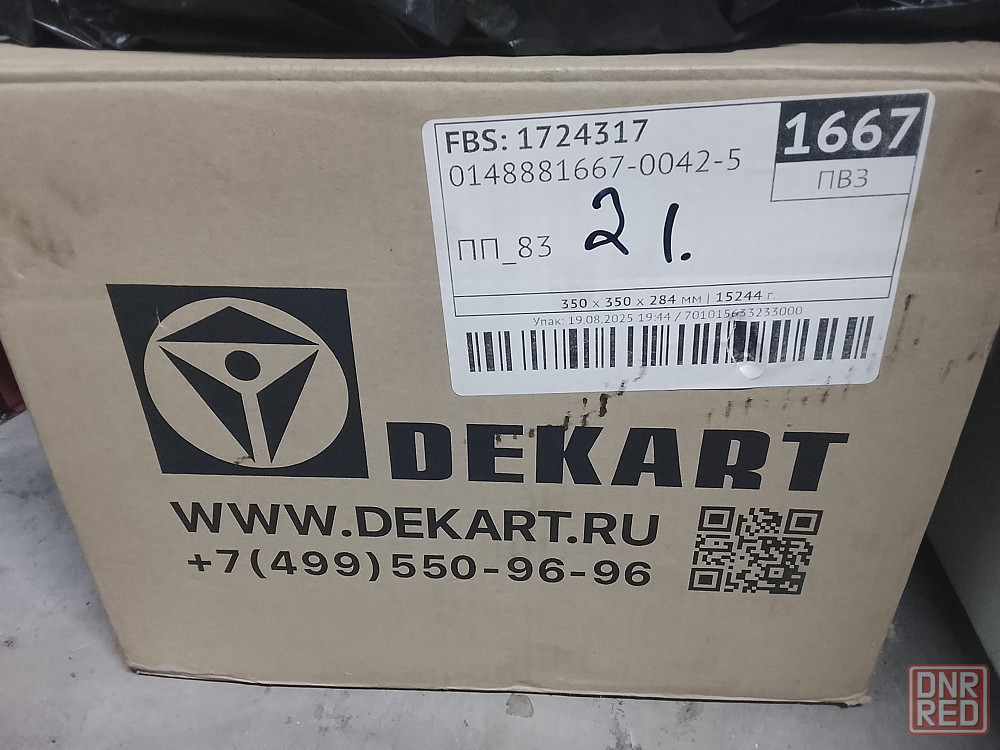 FBS: 1724317
0148881667-0042-5
1667
ПВЗ
ПП_83
21.
350 x 350 x 284 мм | 15244 г.
Упак: 19.08.2025 19:44 / 701015633233000
DEKART
WWW.DEKART.RU
+7(499)550-96-96
DNR
RED